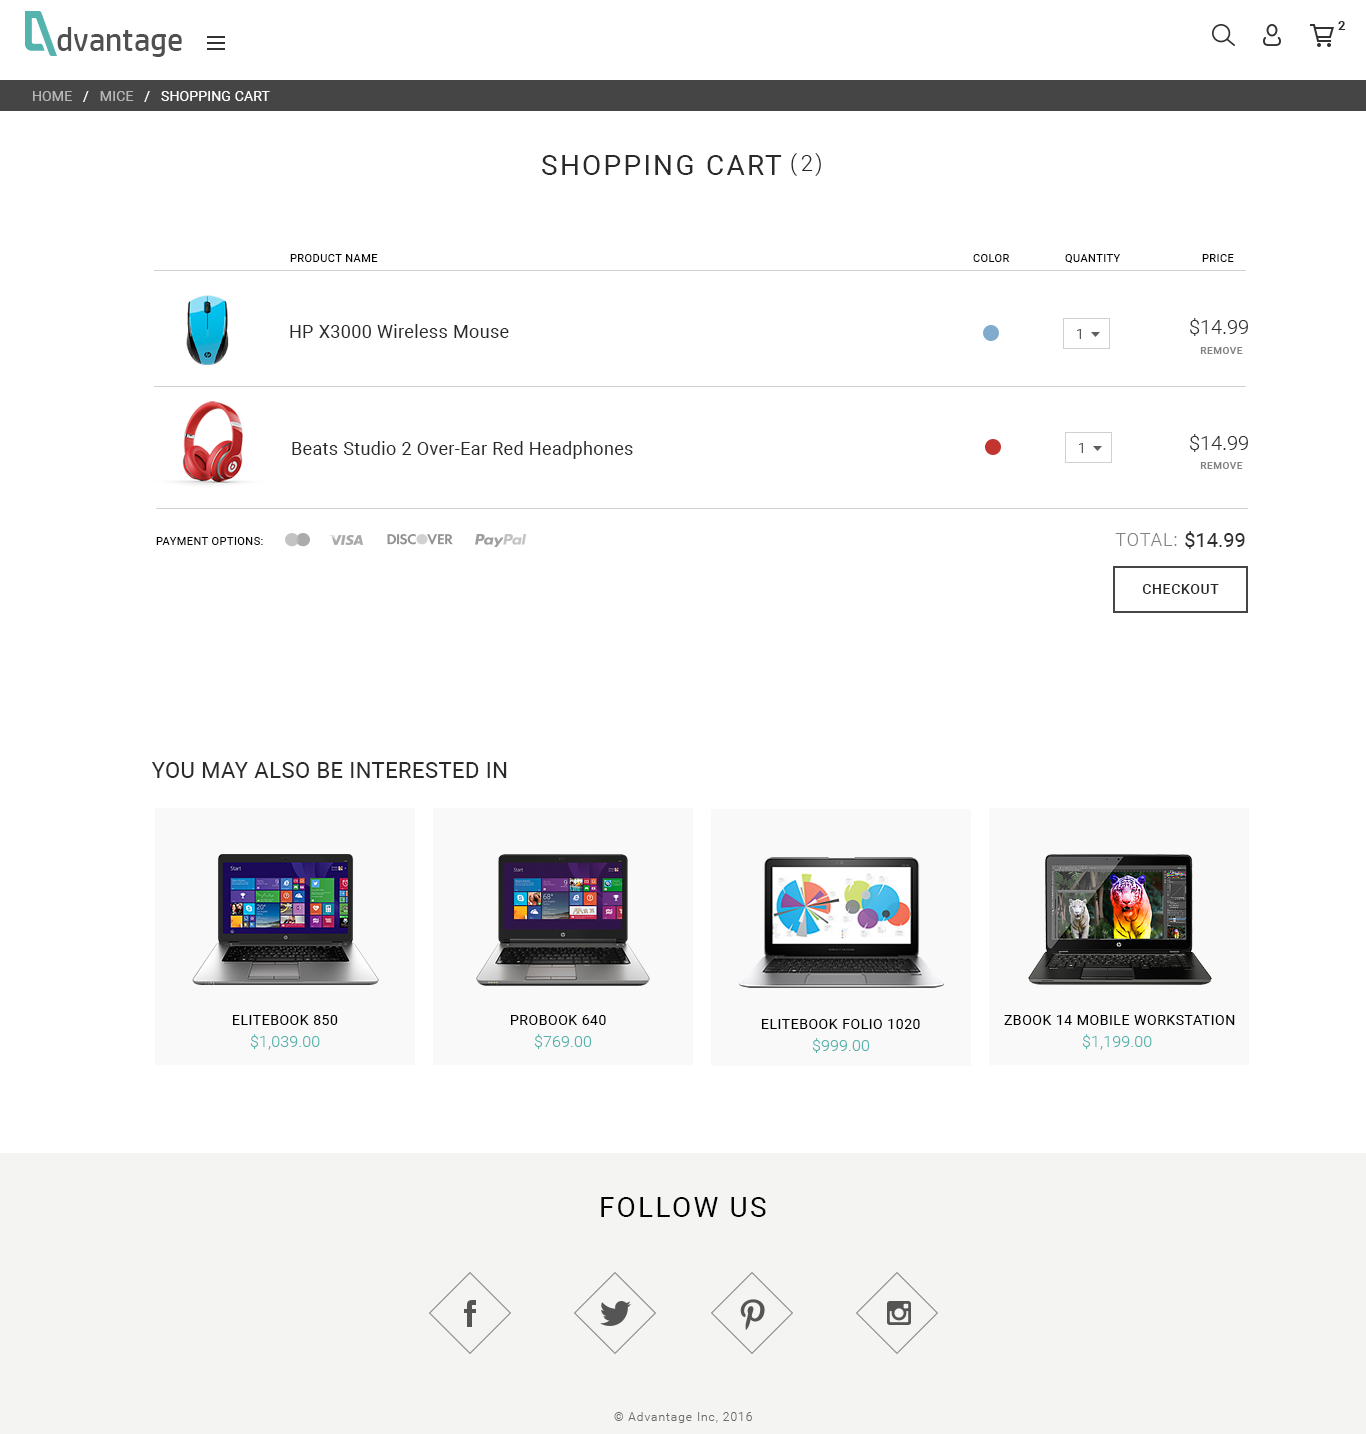 dvantage
2
HOME / MICE / SHOPPING CART
SHOPPING CART (2)
PRODUCT NAME COLOR QUANTITY PRICE
HP X3000 Wireless Mouse 1 $14.99
REMOVE
Beats Studio 2 Over-Ear Red Headphones 1 $14.99
REMOVE
PAYMENT OPTIONS: VISA DISCOVER PayPal TOTAL: $14.99
CHECKOUT
YOU MAY ALSO BE INTERESTED IN
Start
Start
ELITEBOOK 850
$1,039.00
PROBOOK 640
$769.00
ELITEBOOK FOLIO 1020
$999.00
ZBOOK 14 MOBILE WORKSTATION
$1,199.00
FOLLOW US
© Advantage Inc, 2016